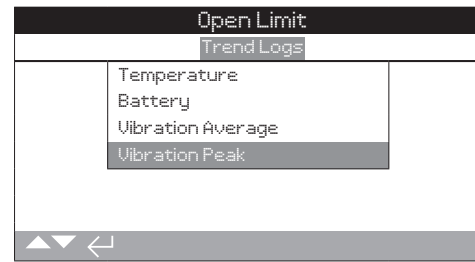 Open Limit
Trend Logs
Temperature
Battery
Vibration Average
Vibration Peak